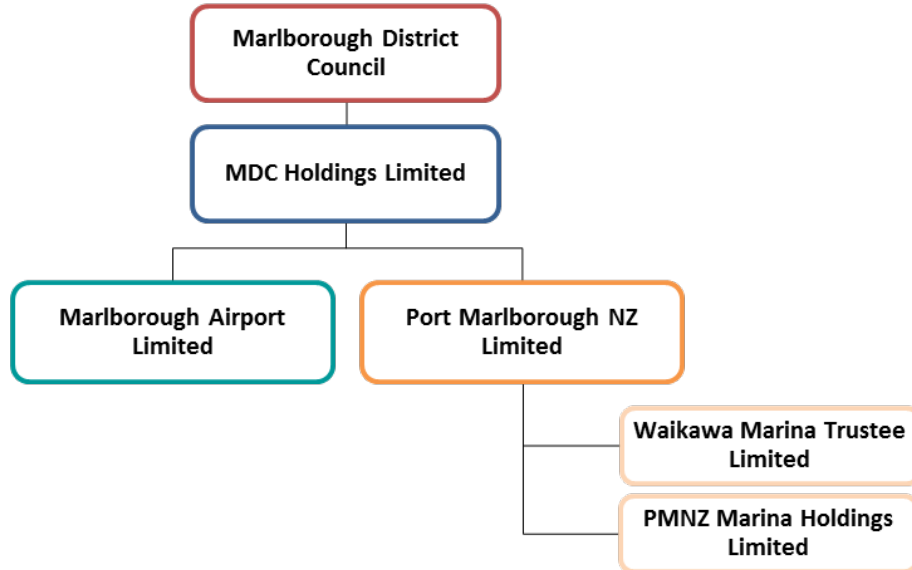 Marlborough District
Council
MDC Holdings Limited
Marlborough Airport
Limited
Port Marlborough NZ
Limited
Waikawa Marina Trustee
Limited
PMNZ Marina Holdings
Limited